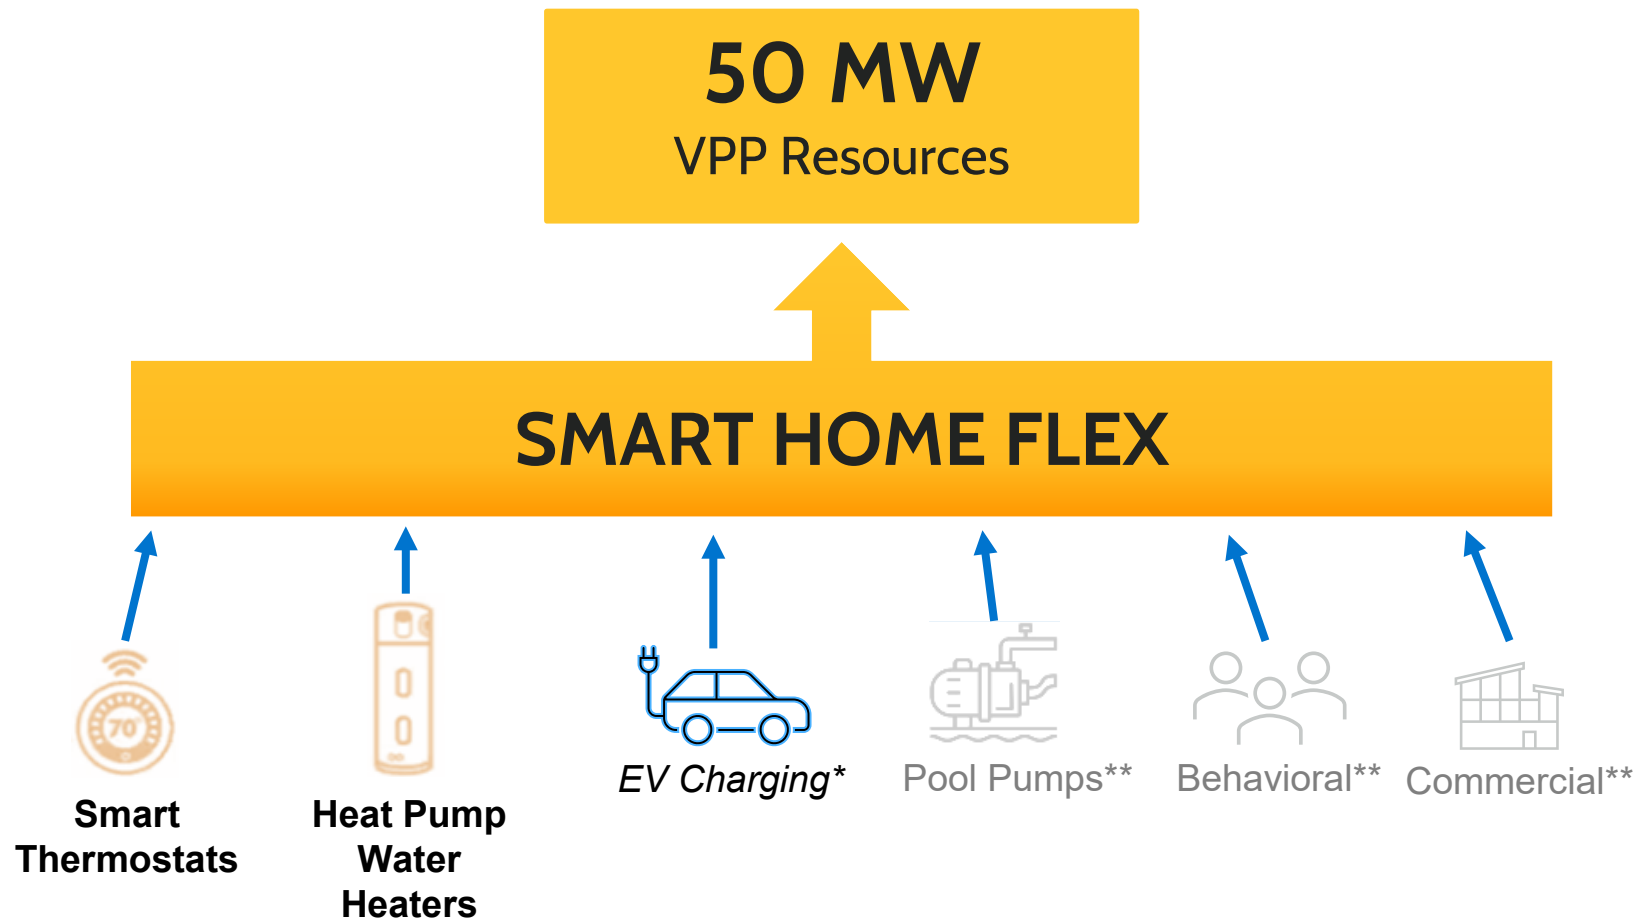 50 MW
VPP Resources
SMART HOME FLEX
70°
Smart
Thermostats
Heat Pump
Water
Heaters
EV Charging*
Pool Pumps**
Behavioral**
Commercial**